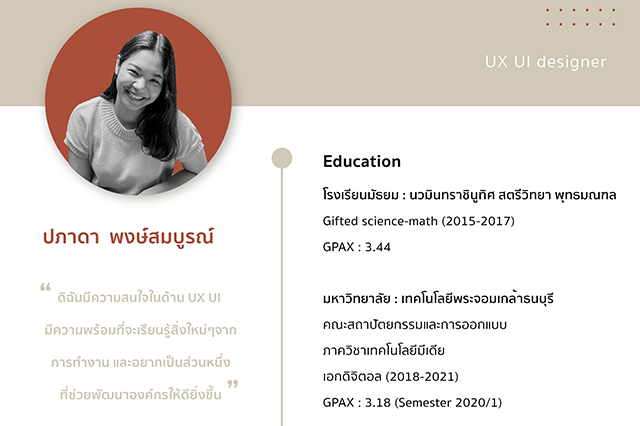 UX UI designer
ปภาดา พงษ์สมบูรณ์
“ ดิฉันมีความสนใจในด้าน UX UI
มีความพร้อมที่จะเรียนรู้สิ่งใหม่ๆจาก
การทำงาน และอยากเป็นส่วนหนึ่ง
ที่ช่วยพัฒนาองค์กรให้ดียิ่งขึ้น ”
Education
โรงเรียนมัธยม : นวมินทราชินูทิศ สตรีวิทยา พุทธมณฑล
Gifted science-math (2015-2017)
GPAX : 3.44
มหาวิทยาลัย : เทคโนโลยีพระจอมเกล้าธนบุรี
คณะสถาปัตยกรรมและการออกแบบ
ภาควิชาเทคโนโลยีมีเดีย
เอกดิจิตอล (2018-2021)
GPAX : 3.18 (Semester 2020/1)